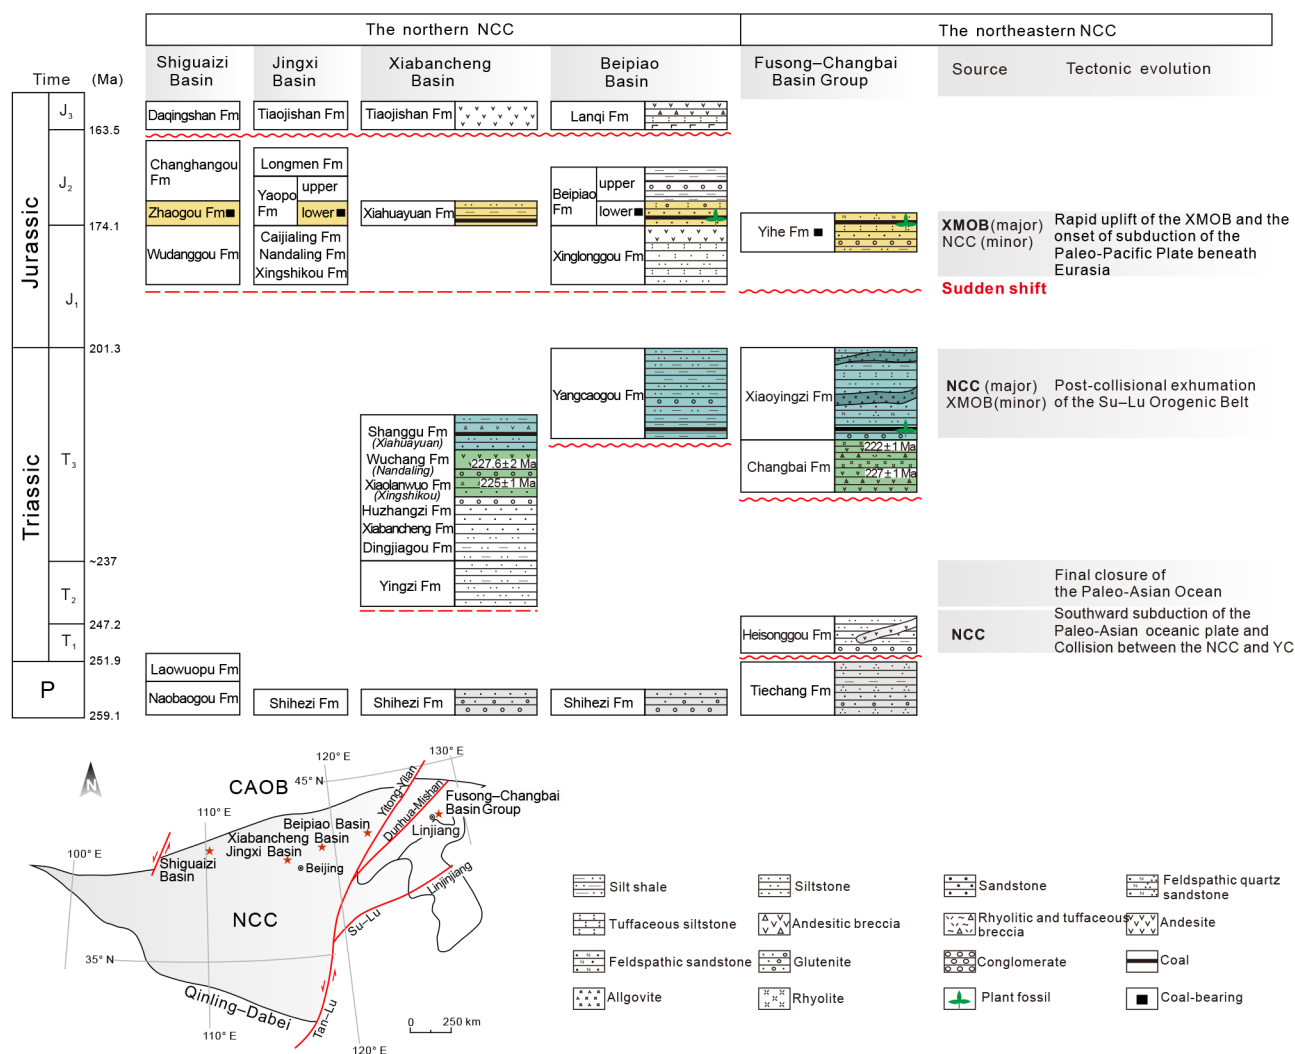 The northern NCC
The northeastern NCC
Time
(Ma)
Shiguaizi
Basin
Jingxi
Basin
Xiabancheng
Basin
Beipiao
Basin
Fusong–Changbai
Basin Group
Source
Tectonic evolution
Jurassic
J3
J2
J1
Triassic
T3
T2
T1
P
163.5
174.1
201.3
~237
247.2
251.9
259.1
Daqingshan Fm
Changhangou
Fm
Zhaogou Fm
Wudanggou Fm
Laowuopu Fm
Naobaogou Fm
Tiaojishan Fm
Longmen Fm
Yaopo
Fm
upper
lower
Caijialing Fm
Nandaling Fm
Xingshikou Fm
Shihezi Fm
Tiaojishan Fm
Xiahuayuan Fm
Shanggu Fm
(Xiahuayuan)
Wuchang Fm
(Nandaling)
Xiaolanwuo Fm
(Xingshikou)
Huzhangzi Fm
Xiabancheng Fm
Dingjiagou Fm
Yingzi Fm
Shihezi Fm
227.6±2 Ma
225±1 Ma
Lanqi Fm
Beipiao
Fm
upper
lower
Xinglonggou Fm
Yangcaogou Fm
Shihezi Fm
Yihe Fm
Xiaoyingzi Fm
Changbai Fm
222±1 Ma
227±1 Ma
Heisonggou Fm
Tiechang Fm
XMOB (major)
NCC (minor)
Rapid uplift of the XMOB and the
onset of subduction of the
Paleo-Pacific Plate beneath
Eurasia
Sudden shift
NCC (major)
XMOB(minor)
Post-collisional exhumation
of the Su–Lu Orogenic Belt
Final closure of
the Paleo-Asian Ocean
NCC
Southward subduction of the
Paleo-Asian oceanic plate and
Collision between the NCC and YC
N
120° E
130° E
45° N
CAOB
110° E
100° E
Yitong–Yilan
Dunhua-Mishan
Fusong–Changbai
Basin Group
Linjiang
Beipiao Basin
Xiabancheng Basin
Jingxi Basin
Beijing
Shiguaizi
Basin
NCC
Linjinjiang
Su–Lu
35° N
Qinling–Dabei
Tan–Lu
110° E
120° E
0 250 km
Silt shale
Siltstone
Sandstone
Feldspathic quartz
sandstone
Tuffaceous siltstone
Andesitic breccia
Rhyolitic and tuffaceous
breccia
Andesite
Feldspathic sandstone
Glutenite
Conglomerate
Coal
Allgovite
Rhyolite
Plant fossil
Coal-bearing